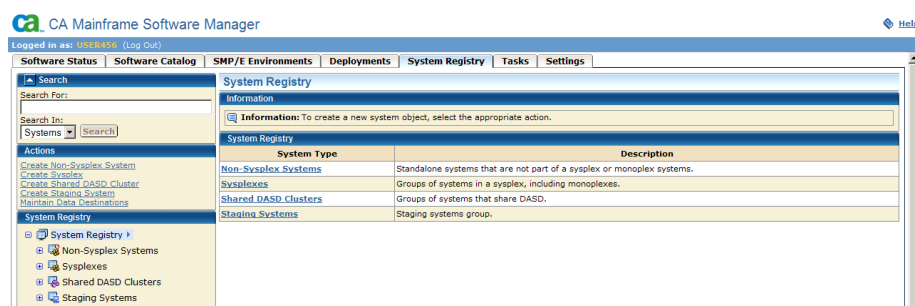 ca. CA Mainframe Software Manager
Help
Logged in as: USER456 (Log Out)
Software Status Software Catalog SMP/E Environments Deployments System Registry Tasks Settings
Search
Search For:
Search In:
Systems Search
Actions
Create Non-Sysplex System
Create Sysplex
Create Shared DASD Cluster
Create Staging System
Maintain Data Destinations
System Registry
System Registry
Non-Sysplex Systems
Sysplexes
Shared DASD Clusters
Staging Systems
System Registry
Information
Information: To create a new system object, select the appropriate action.
System Registry
System Type Description
Non-Sysplex Systems Standalone systems that are not part of a sysplex or monoplex systems.
Sysplexes Groups of systems in a sysplex, including monoplexes.
Shared DASD Clusters Groups of systems that share DASD.
Staging Systems Staging systems group.